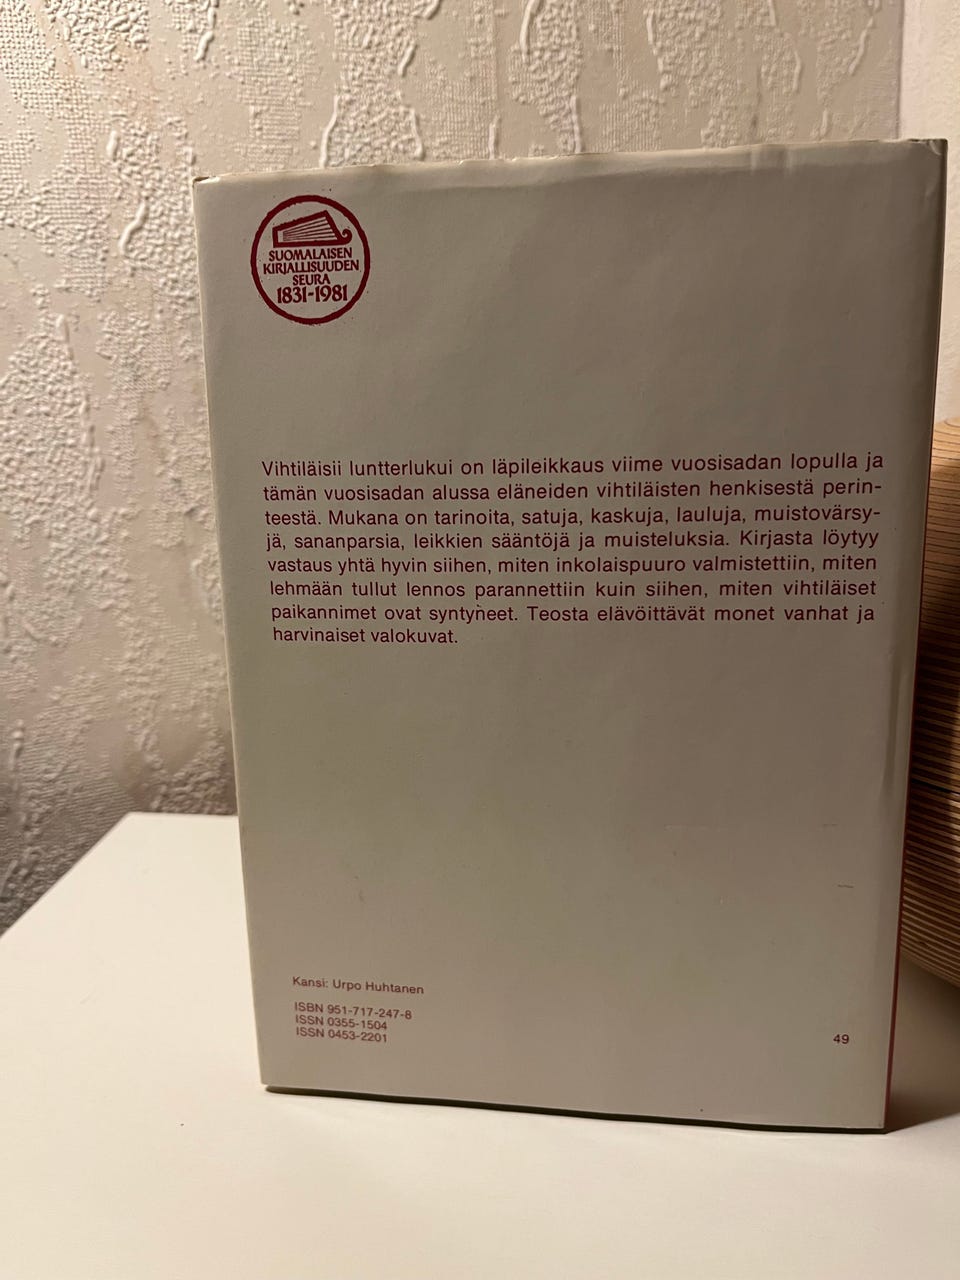 SUOMALAISEN
KIRJALLISUUDEN
SEURA
1831-1981
Vihtiläisii luntterlukui on läpileikkaus viime vuosisadan lopulla ja
tämän vuosisadan alussa eläneiden vihtiläisten henkisestä perin-
teestä. Mukana on tarinoita, satuja, kaskuja, lauluja, muistovärsy-
jä, sananparsia, leikkien sääntöjä ja muisteluksia. Kirjasta löytyy
vastaus yhtä hyvin siihen, miten inkolaispuuro valmistettiin, miten
lehmään tullut lennos parannettiin kuin siihen, miten vihtiläiset
paikannimet ovat syntyneet. Teosta elävöittävät monet vanhat ja
harvinaiset valokuvat.
Kansi: Urpo Huhtanen
ISBN 951-717-247-8
ISSN 0355-1504
ISSN 0453-2201
49